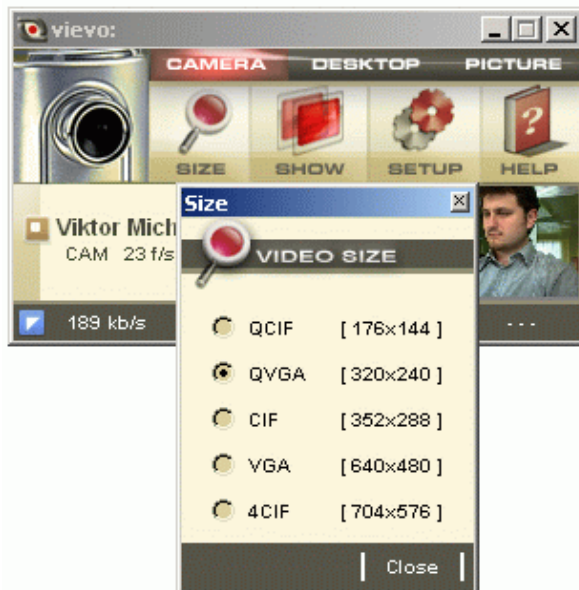 vievo:
CAMERA DESKTOP PICTURE
SIZE SHOW SETUP HELP
Viktor Mich
CAM 23 f/s
189 kb/s
- - -
Size
VIDEO SIZE
QCIF [ 176x144 ]
QVGA [ 320x240 ]
CIF [ 352x288 ]
VGA [ 640x480 ]
4CIF [ 704x576 ]
Close